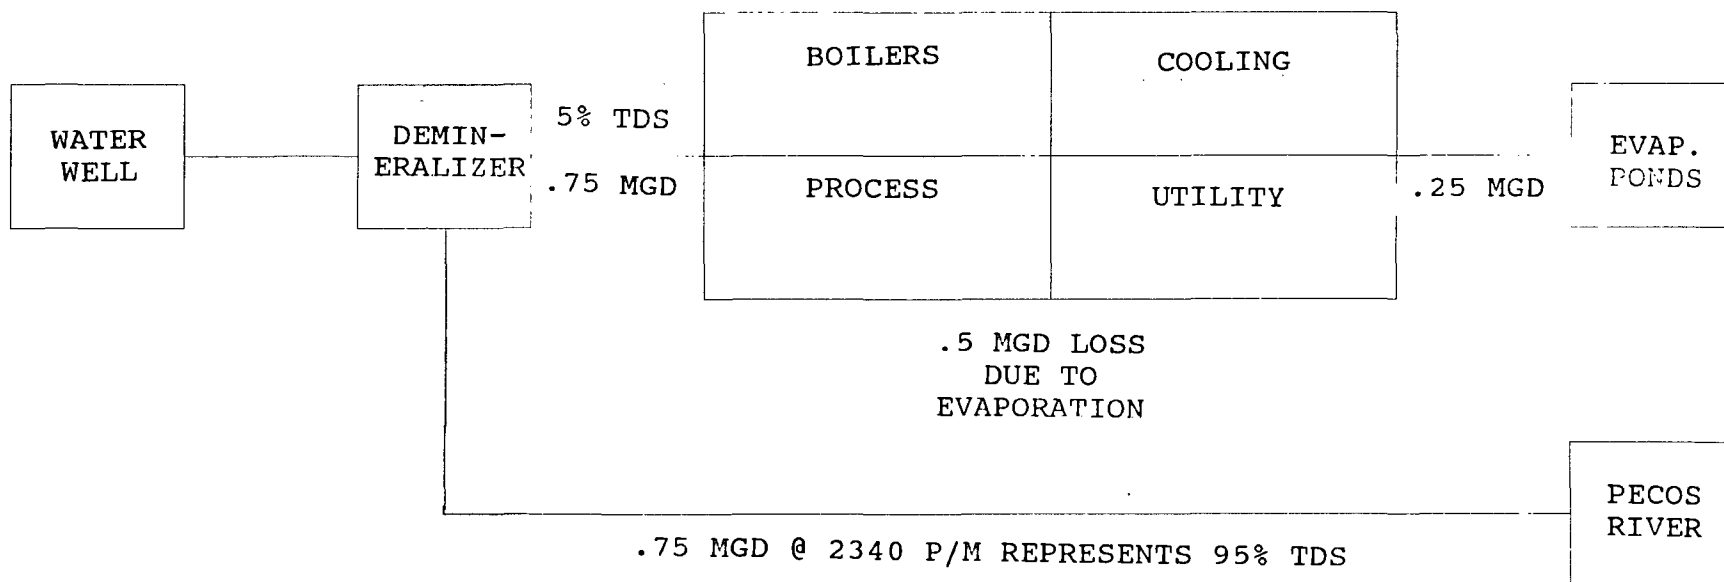 WATER
WELL
DEMIN-
ERALIZER
5% TDS
.75 MGD
BOILERS
COOLING
PROCESS
UTILITY
.25 MGD
EVAP.
PONDS
.5 MGD LOSS
DUE TO
EVAPORATION
.75 MGD @ 2340 P/M REPRESENTS 95% TDS
PECOS
RIVER